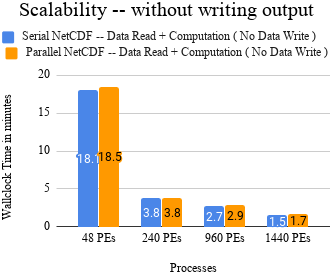 Scalability -- without writing output
Serial NetCDF -- Data Read + Computation ( No Data Write )
Parallel NetCDF -- Data Read + Computation ( No Data Write )
Wallclock Time in minutes
20
15
10
5
0
18.1 18.5
3.8 3.8
2.7 2.9
1.5 1.7
48 PEs 240 PEs 960 PEs 1440 PEs
Processes